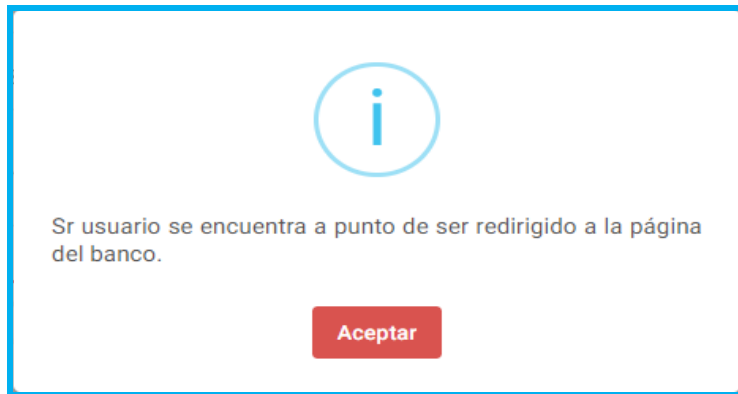 i
Sr usuario se encuentra a punto de ser redirigido a la página
del banco.
Aceptar